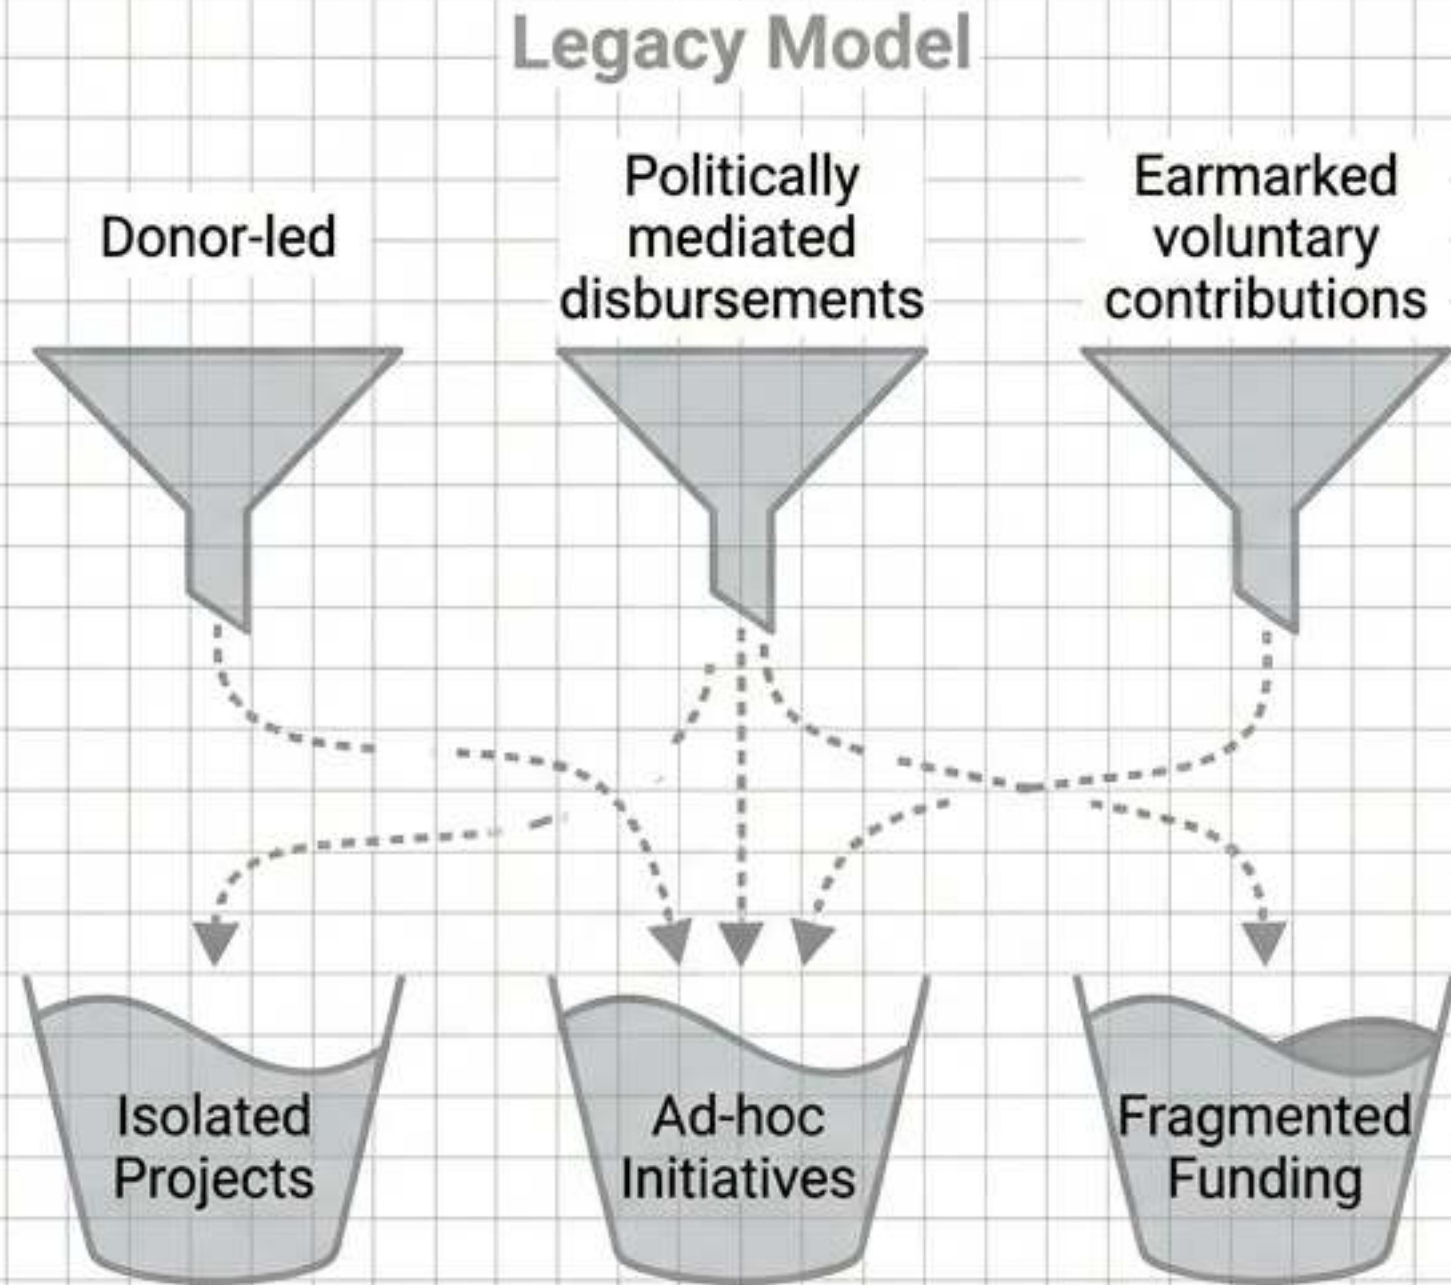 Legacy Model
Donor-led
Politically
mediated
disbursements
Earmarked
voluntary
contributions
Isolated
Projects
Ad-hoc
Initiatives
Fragmented
Funding